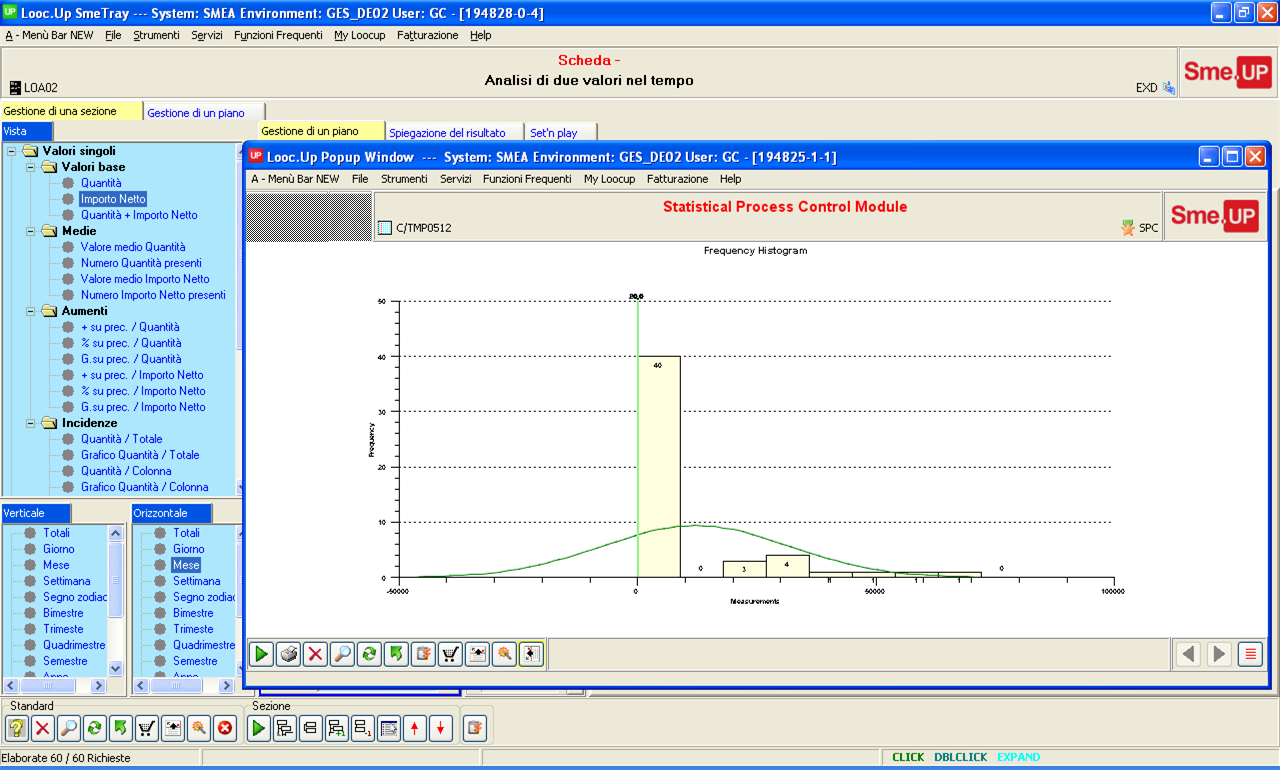 UP Looc.Up SmeTray --- System: SMEA Environment: GES_DE02 User: GC - [194828-0-4]
A - Menù Bar NEW File Strumenti Servizi Funzioni Frequenti My Loocup Fatturazione Help
Scheda -
Analisi di due valori nel tempo
LOA02
EXD
Sme.UP
Gestione di una sezione
Gestione di un piano
Vista
Gestione di un piano
Spiegazione del risultato
Set'n play
Valori singoli
Valori base
Quantità
Importo Netto
Quantità + Importo Netto
Medie
Valore medio Quantità
Numero Quantità presenti
Valore medio Importo Netto
Numero Importo Netto presenti
Aumenti
+ su prec. / Quantità
% su prec. / Quantità
G.su prec. / Quantità
+ su prec. / Importo Netto
% su prec. / Importo Netto
G.su prec. / Importo Netto
Incidenze
Quantità / Totale
Grafico Quantità / Totale
Quantità / Colonna
Grafico Quantità / Colonna
UP Looc.Up Popup Window --- System: SMEA Environment: GES_DE02 User: GC - [194825-1-1]
A - Menù Bar NEW File Strumenti Servizi Funzioni Frequenti My Loocup Fatturazione Help
Statistical Process Control Module
C/TMP0512
SPC
Sme.UP
Frequency Histogram
50
40
40
30
Frequency
20
10
0
0
3
4
1
1
1
1
0
-50000
0
50000
100000
Measurements
Verticale
Totali
Giorno
Mese
Settimana
Segno zodiac
Bimestre
Trimestre
Quadrimestre
Semestre
Anno
Orizzontale
Totali
Giorno
Mese
Settimana
Segno zodiac
Bimestre
Trimestre
Quadrimestre
Semestre
Anno
Standard
Sezione
Elaborate 60 / 60 Richieste
CLICK DBLCLICK EXPAND